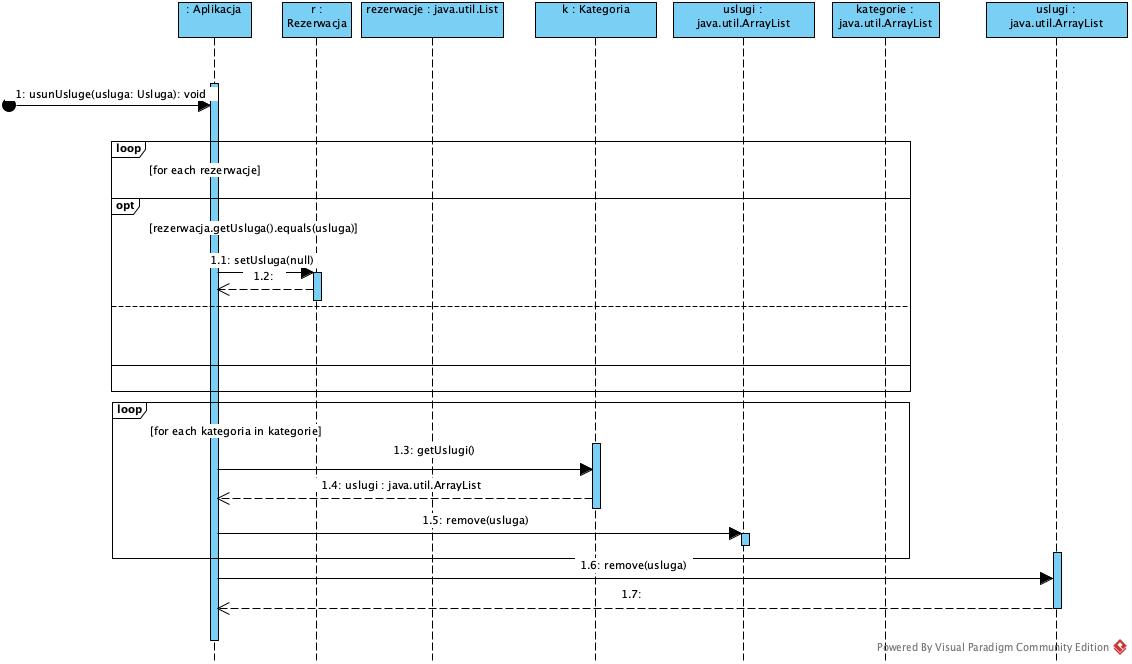 : Aplikacja
r :
Rezerwacja
rezerwacje : java.util.List
k : Kategoria
uslugi :
java.util.ArrayList
kategorie :
java.util.ArrayList
uslugi :
java.util.ArrayList
1: usunUsluge(usluga: Usluga): void
loop
[for each rezerwacje]
opt
[rezerwacja.getUsluga().equals(usluga)]
1.1: setUsluga(null)
1.2:
loop
[for each kategoria in kategorie]
1.3: getUslugi()
1.4: uslugi : java.util.ArrayList
1.5: remove(usluga)
1.6: remove(usluga)
1.7:
Powered By Visual Paradigm Community Edition